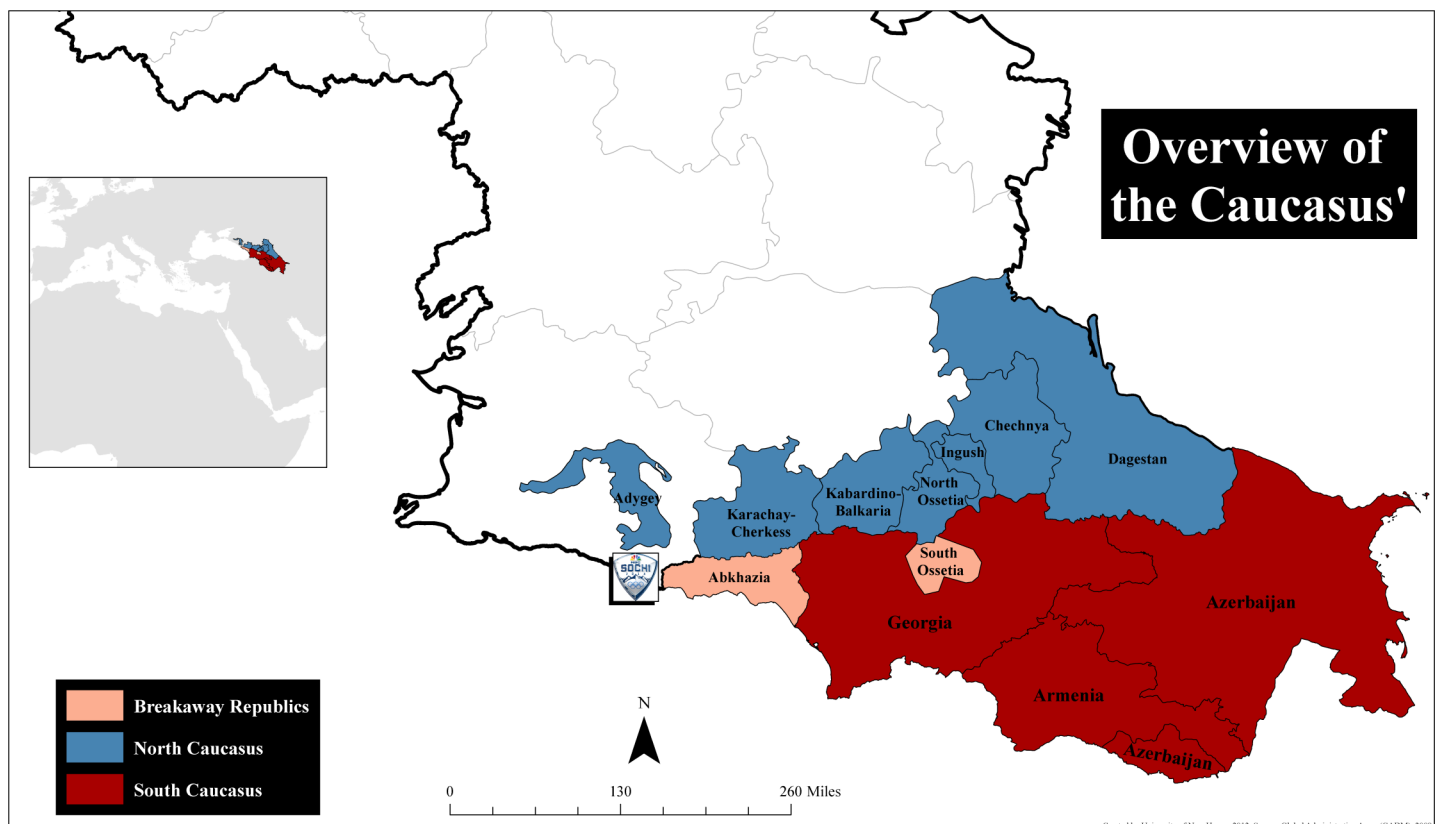 Overview of
the Caucasus'
Chechnya
Ingush
Dagestan
Adygey
Kabardino-
Balkaria
North
Ossetia
Karachay-
Cherkess
SOCHI
South
Ossetia
Abkhazia
Azerbaijan
Georgia
Armenia
Azerbaijan
Breakaway Republics
North Caucasus
South Caucasus
N
0 130 260 Miles